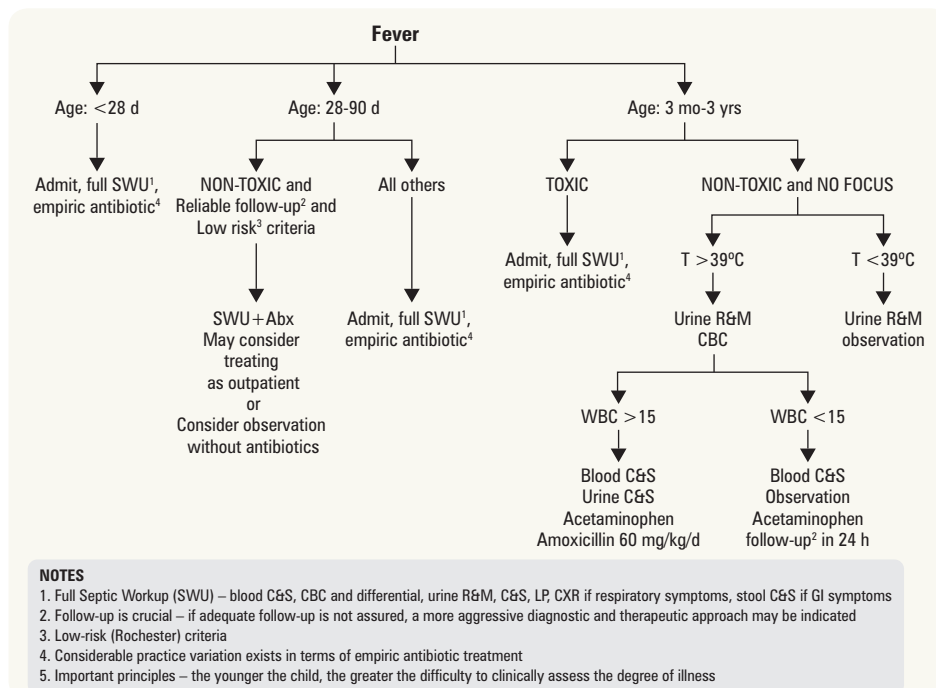 Fever
Age: <28 d
Age: 28-90 d
Age: 3 mo-3 yrs
Admit, full SWU¹,
empiric antibiotic⁴
NON-TOXIC and
Reliable follow-up² and
Low risk³ criteria
All others
TOXIC
NON-TOXIC and NO FOCUS
SWU+Abx
May consider
treating
as outpatient
or
Consider observation
without antibiotics
Admit, full SWU¹,
empiric antibiotic⁴
Admit, full SWU¹,
empiric antibiotic⁴
T >39ºC
T <39ºC
Urine R&M
CBC
Urine R&M
observation
WBC >15
WBC <15
Blood C&S
Urine C&S
Acetaminophen
Amoxicillin 60 mg/kg/d
Blood C&S
Observation
Acetaminophen
follow-up² in 24 h
NOTES
1. Full Septic Workup (SWU) – blood C&S, CBC and differential, urine R&M, C&S, LP, CXR if respiratory symptoms, stool C&S if GI symptoms
2. Follow-up is crucial – if adequate follow-up is not assured, a more aggressive diagnostic and therapeutic approach may be indicated
3. Low-risk (Rochester) criteria
4. Considerable practice variation exists in terms of empiric antibiotic treatment
5. Important principles – the younger the child, the greater the difficulty to clinically assess the degree of illness